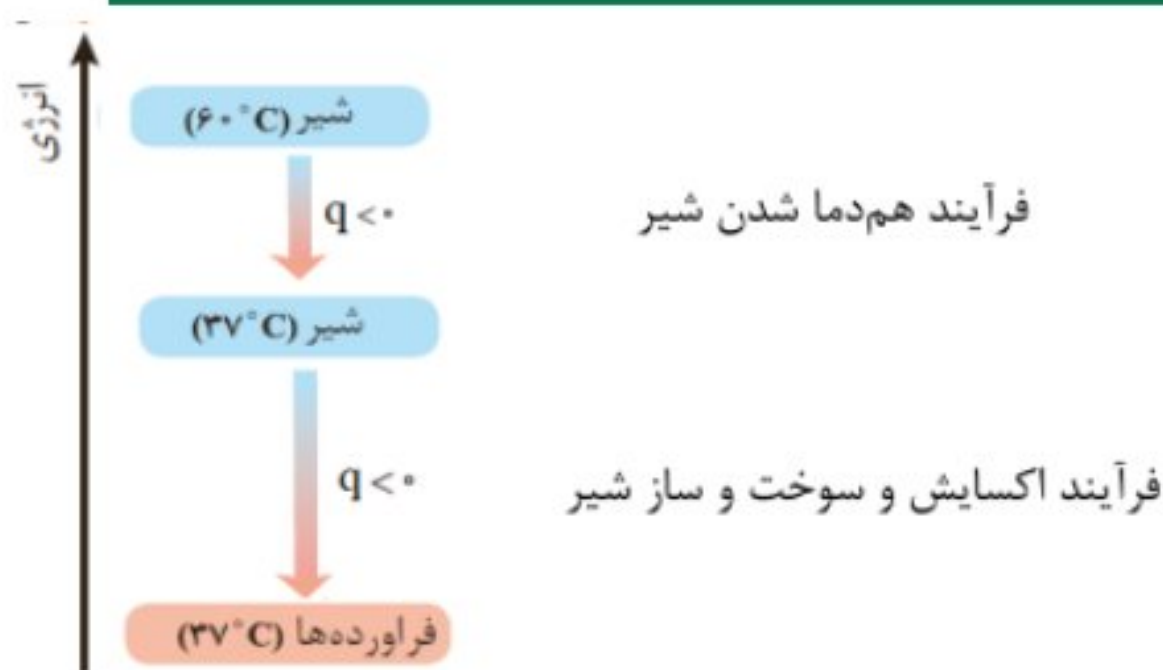 انرژی
شیر (۶۰°C)
q < ۰
فرآیند هم‌دما شدن شیر
شیر (۳۷°C)
q < ۰
فرآیند اکسایش و سوخت و ساز شیر
فراورده‌ها (۳۷°C)